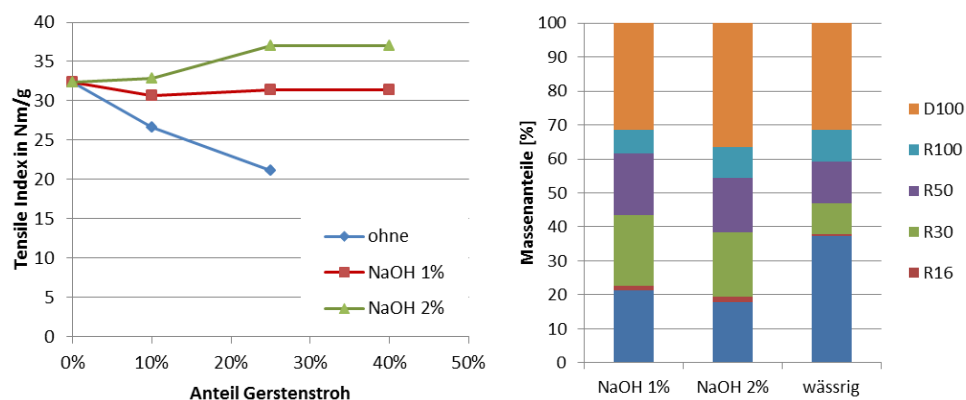 40
35
30
25
20
15
10
5
0
Tensile Index in Nm/g
ohne
NaOH 1%
NaOH 2%
0%
10%
20%
30%
40%
50%
Anteil Gerstenstroh
100
90
80
70
60
50
40
30
20
10
0
Massenanteile [%]
NaOH 1%
NaOH 2%
wässrig
D100
R100
R50
R30
R16